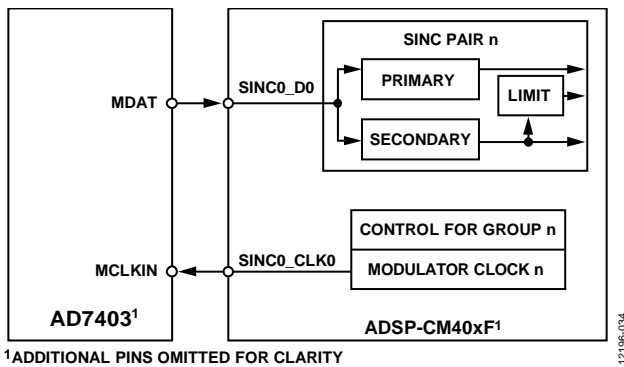 SINC PAIR n
PRIMARY
LIMIT
SECONDARY
MDAT
SINC0_D0
CONTROL FOR GROUP n
MODULATOR CLOCK n
MCLKIN
SINC0_CLK0
AD7403¹
ADSP-CM40xF¹
¹ADDITIONAL PINS OMITTED FOR CLARITY
12196-034